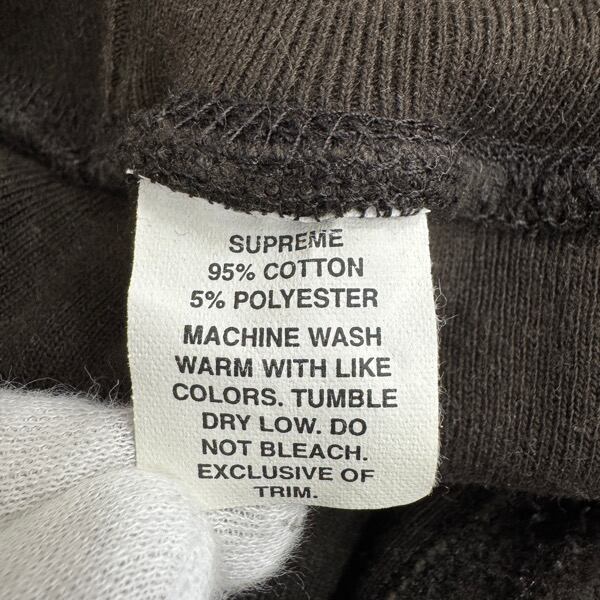 SUPREME
95% COTTON
5% POLYESTER
MACHINE WASH
WARM WITH LIKE
COLORS. TUMBLE
DRY LOW. DO
NOT BLEACH.
EXCLUSIVE OF
TRIM.